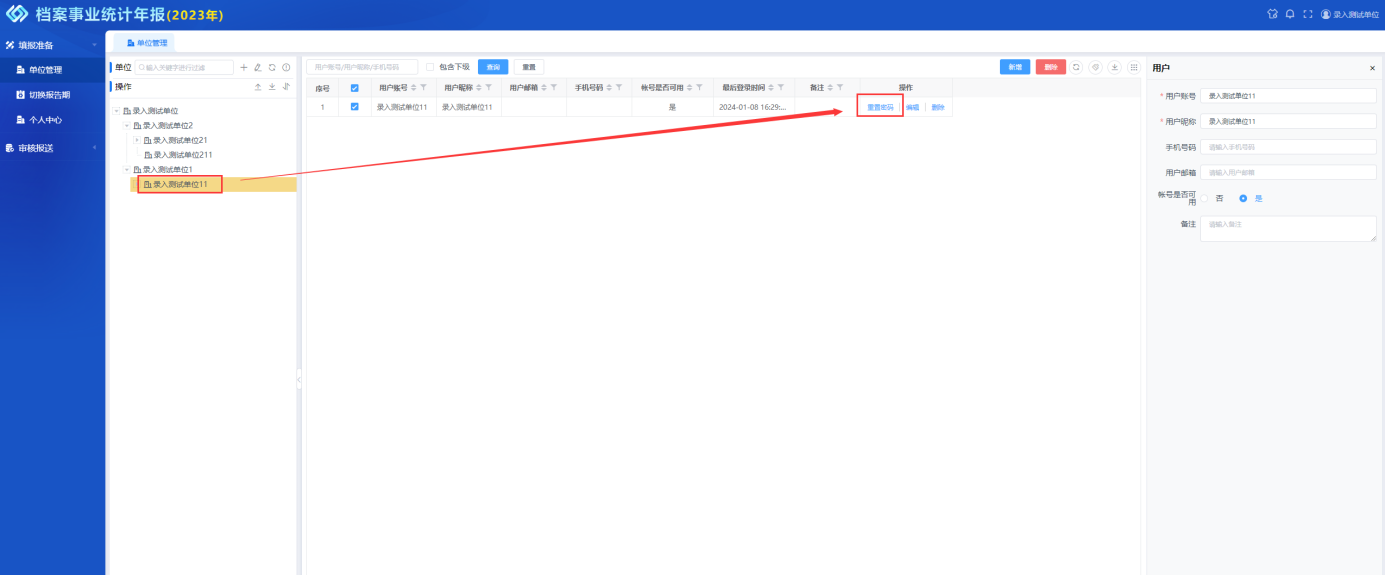 档案事业统计年报(2023年)
录入测试单位
填报准备
单位管理
切换报告期
个人中心
审核报送
单位管理
单位
输入关键字进行过滤
操作
录入测试单位
录入测试单位2
录入测试单位21
录入测试单位211
录入测试单位1
录入测试单位11
用户账号/用户昵称/手机号码
包含下级
查询
重置
新增
删除
序号 用户账号 用户昵称 用户邮箱 手机号码 帐号是否可用 最后登录时间 备注 操作
1 录入测试单位11 录入测试单位11 是 2024-01-08 16:29:... 重置密码 编辑 删除
用户
×
* 用户账号 录入测试单位11
* 用户昵称 录入测试单位11
手机号码 请输入手机号码
用户邮箱 请输入用户邮箱
帐号是否可用 否 是
备注 请输入备注